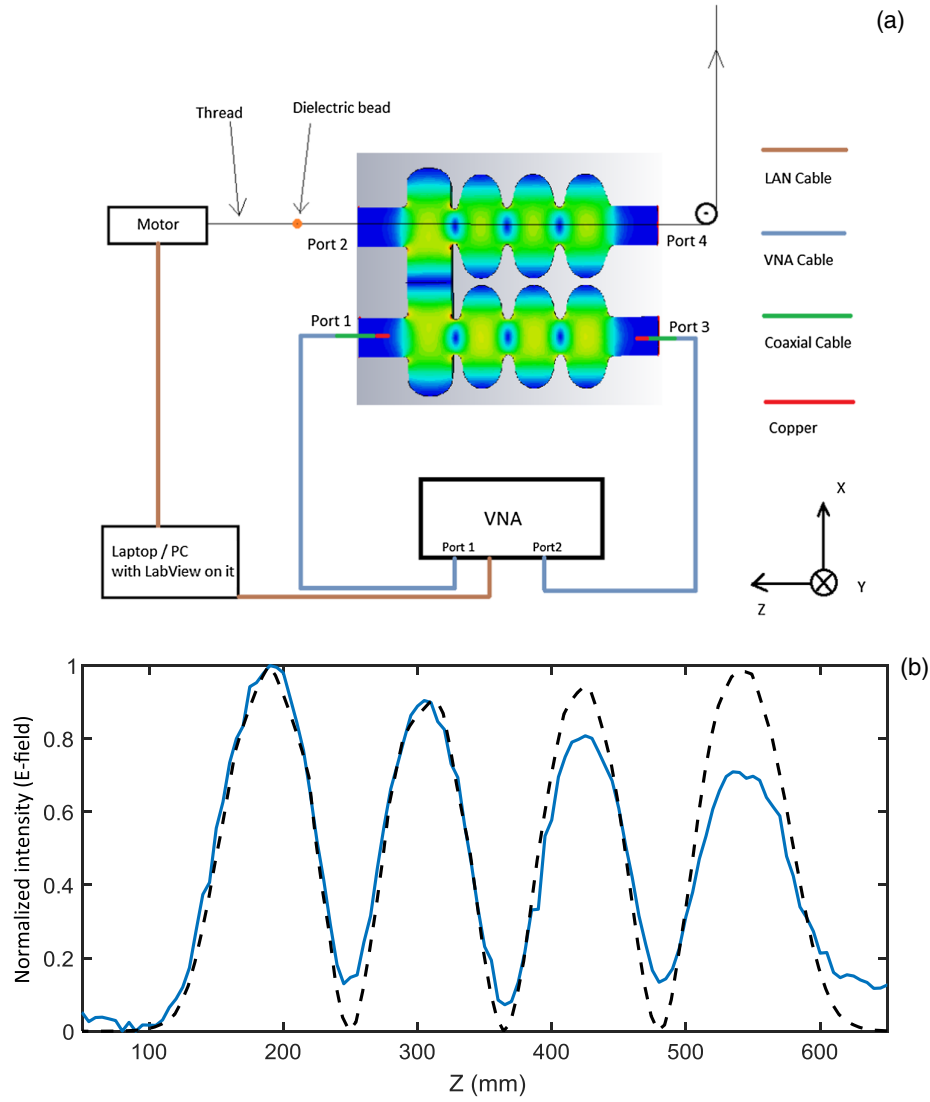 (a)
Thread
Dielectric bead
LAN Cable
Motor
Port 2
Port 4
VNA Cable
Port 1
Port 3
Coaxial Cable
Copper
VNA
Port 1
Port2
Laptop / PC
with LabView on it
X
Y
Z
(b)
Normalized intensity (E-field)
1
0.8
0.6
0.4
0.2
0
100
200
300
400
500
600
Z (mm)